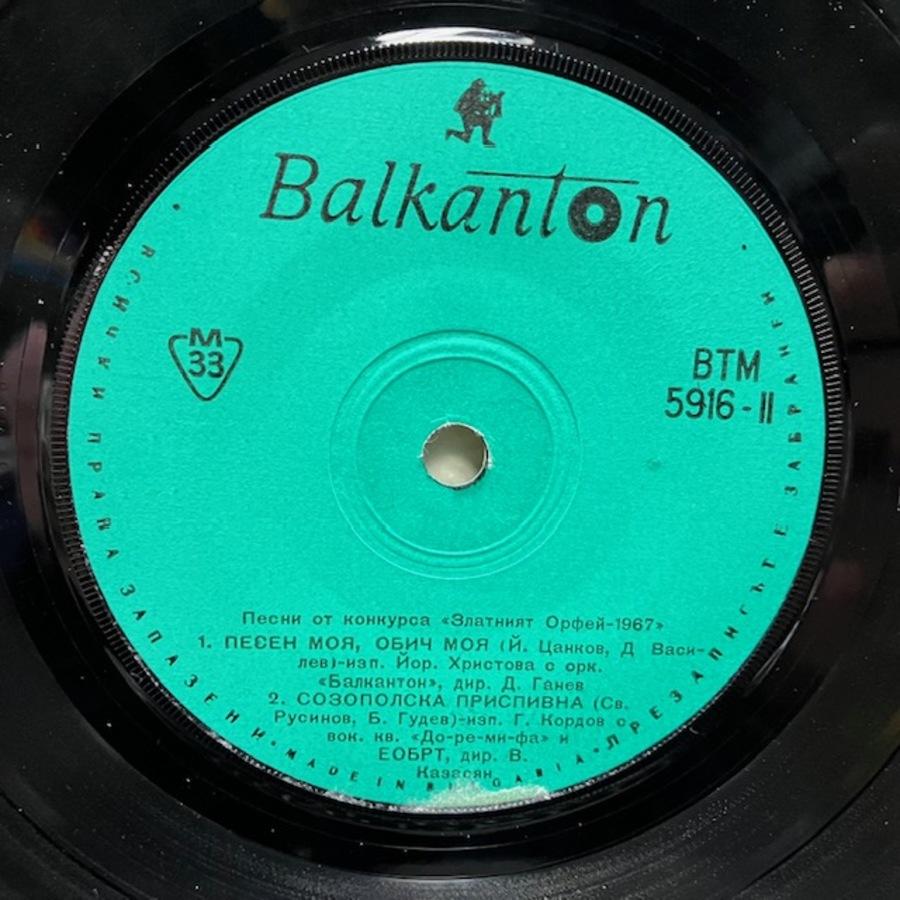 Balkanton
М
33
ВТМ
5916 - II
Песни от конкурса «Златният Орфей-1967»
1. ПЕСЕН МОЯ, ОБИЧ МОЯ (Й. Цанков, Д Васи-
лев)-изп. Йор. Христова с орк.
«Балкантон», дир. Д. Ганев
2. СОЗОПОЛСКА ПРИСПИВНА (Св.
Русинов, Б. Гудев)-изп. Г. Кордов с
вок. кв. «До-ре-ми-фа» и
ЕОБРТ, дир. В.
Казасян
• ВСИЧКИ ПРАВА ЗАПАЗЕНИ • MADE IN BULGARIA • ПРЕЗАПИСЪТ Е ЗАБРАНЕН •